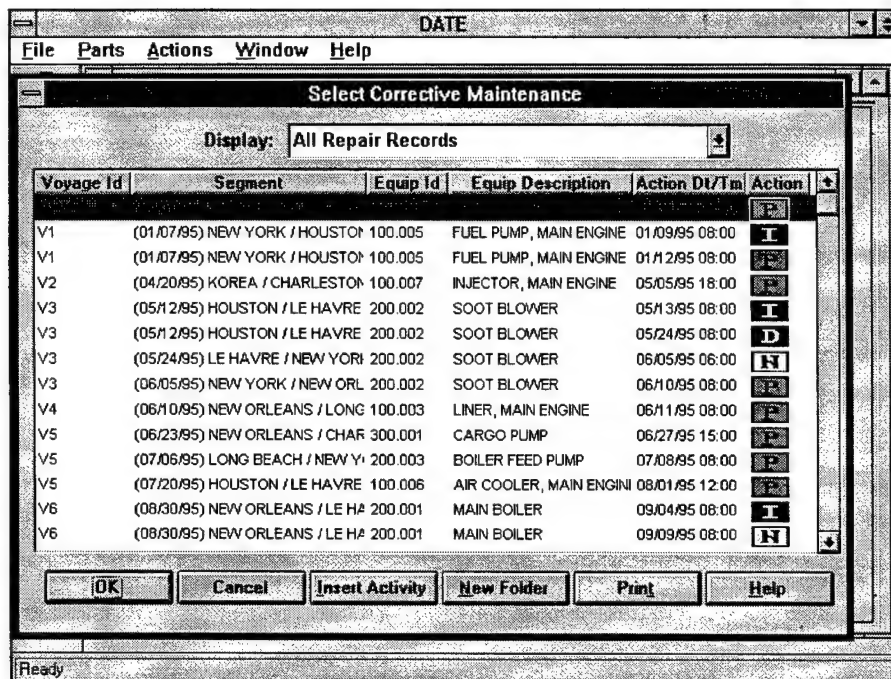 DATE
File Parts Actions Window Help
Select Corrective Maintenance
Display: All Repair Records
Voyage Id Segment Equip Id Equip Description Action Dt/Tm Action
P
V1 (01/07/95) NEW YORK / HOUSTON 100.005 FUEL PUMP, MAIN ENGINE 01/09/95 08:00 I
V1 (01/07/95) NEW YORK / HOUSTON 100.005 FUEL PUMP, MAIN ENGINE 01/12/95 08:00 P
V2 (04/20/95) KOREA / CHARLESTON 100.007 INJECTOR, MAIN ENGINE 05/05/95 18:00 P
V3 (05/12/95) HOUSTON / LE HAVRE 200.002 SOOT BLOWER 05/13/95 08:00 I
V3 (05/12/95) HOUSTON / LE HAVRE 200.002 SOOT BLOWER 05/24/95 08:00 D
V3 (05/24/95) LE HAVRE / NEW YORK 200.002 SOOT BLOWER 06/05/95 06:00 N
V3 (06/05/95) NEW YORK / NEW ORL 200.002 SOOT BLOWER 06/10/95 08:00 P
V4 (06/10/95) NEW ORLEANS / LONG 100.003 LINER, MAIN ENGINE 06/11/95 08:00 P
V5 (06/23/95) NEW ORLEANS / CHAR 300.001 CARGO PUMP 06/27/95 15:00 P
V5 (07/06/95) LONG BEACH / NEW Y 200.003 BOILER FEED PUMP 07/08/95 08:00 P
V5 (07/20/95) HOUSTON / LE HAVRE 100.006 AIR COOLER, MAIN ENGINE 08/01/95 12:00 P
V6 (08/30/95) NEW ORLEANS / LE HA 200.001 MAIN BOILER 09/04/95 08:00 I
V6 (08/30/95) NEW ORLEANS / LE HA 200.001 MAIN BOILER 09/09/95 08:00 N
OK Cancel Insert Activity New Folder Print Help
Ready